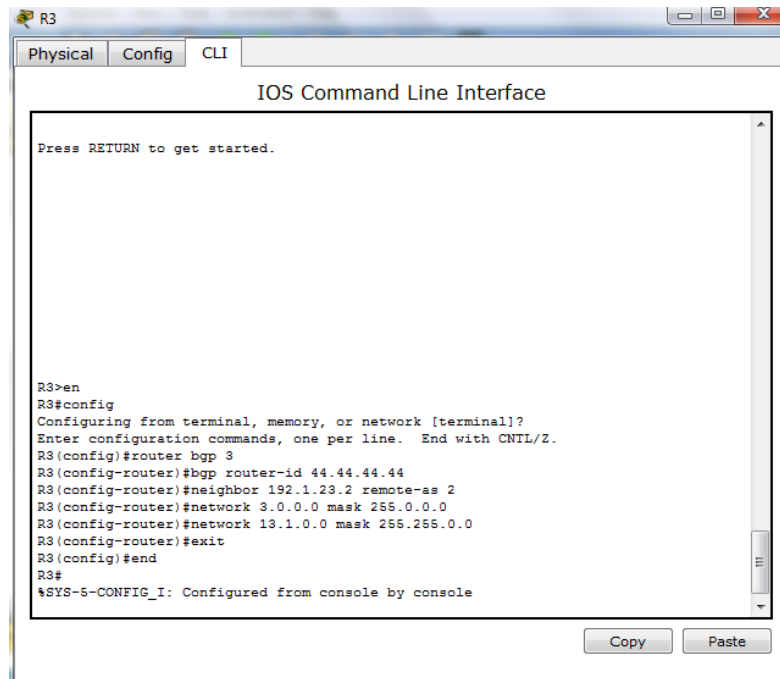 R3
Physical Config CLI
IOS Command Line Interface
Press RETURN to get started.
R3>en
R3#config
Configuring from terminal, memory, or network [terminal]?
Enter configuration commands, one per line.  End with CNTL/Z.
R3(config)#router bgp 3
R3(config-router)#bgp router-id 44.44.44.44
R3(config-router)#neighbor 192.1.23.2 remote-as 2
R3(config-router)#network 3.0.0.0 mask 255.0.0.0
R3(config-router)#network 13.1.0.0 mask 255.255.0.0
R3(config-router)#exit
R3(config)#end
R3#
%SYS-5-CONFIG_I: Configured from console by console
Copy Paste